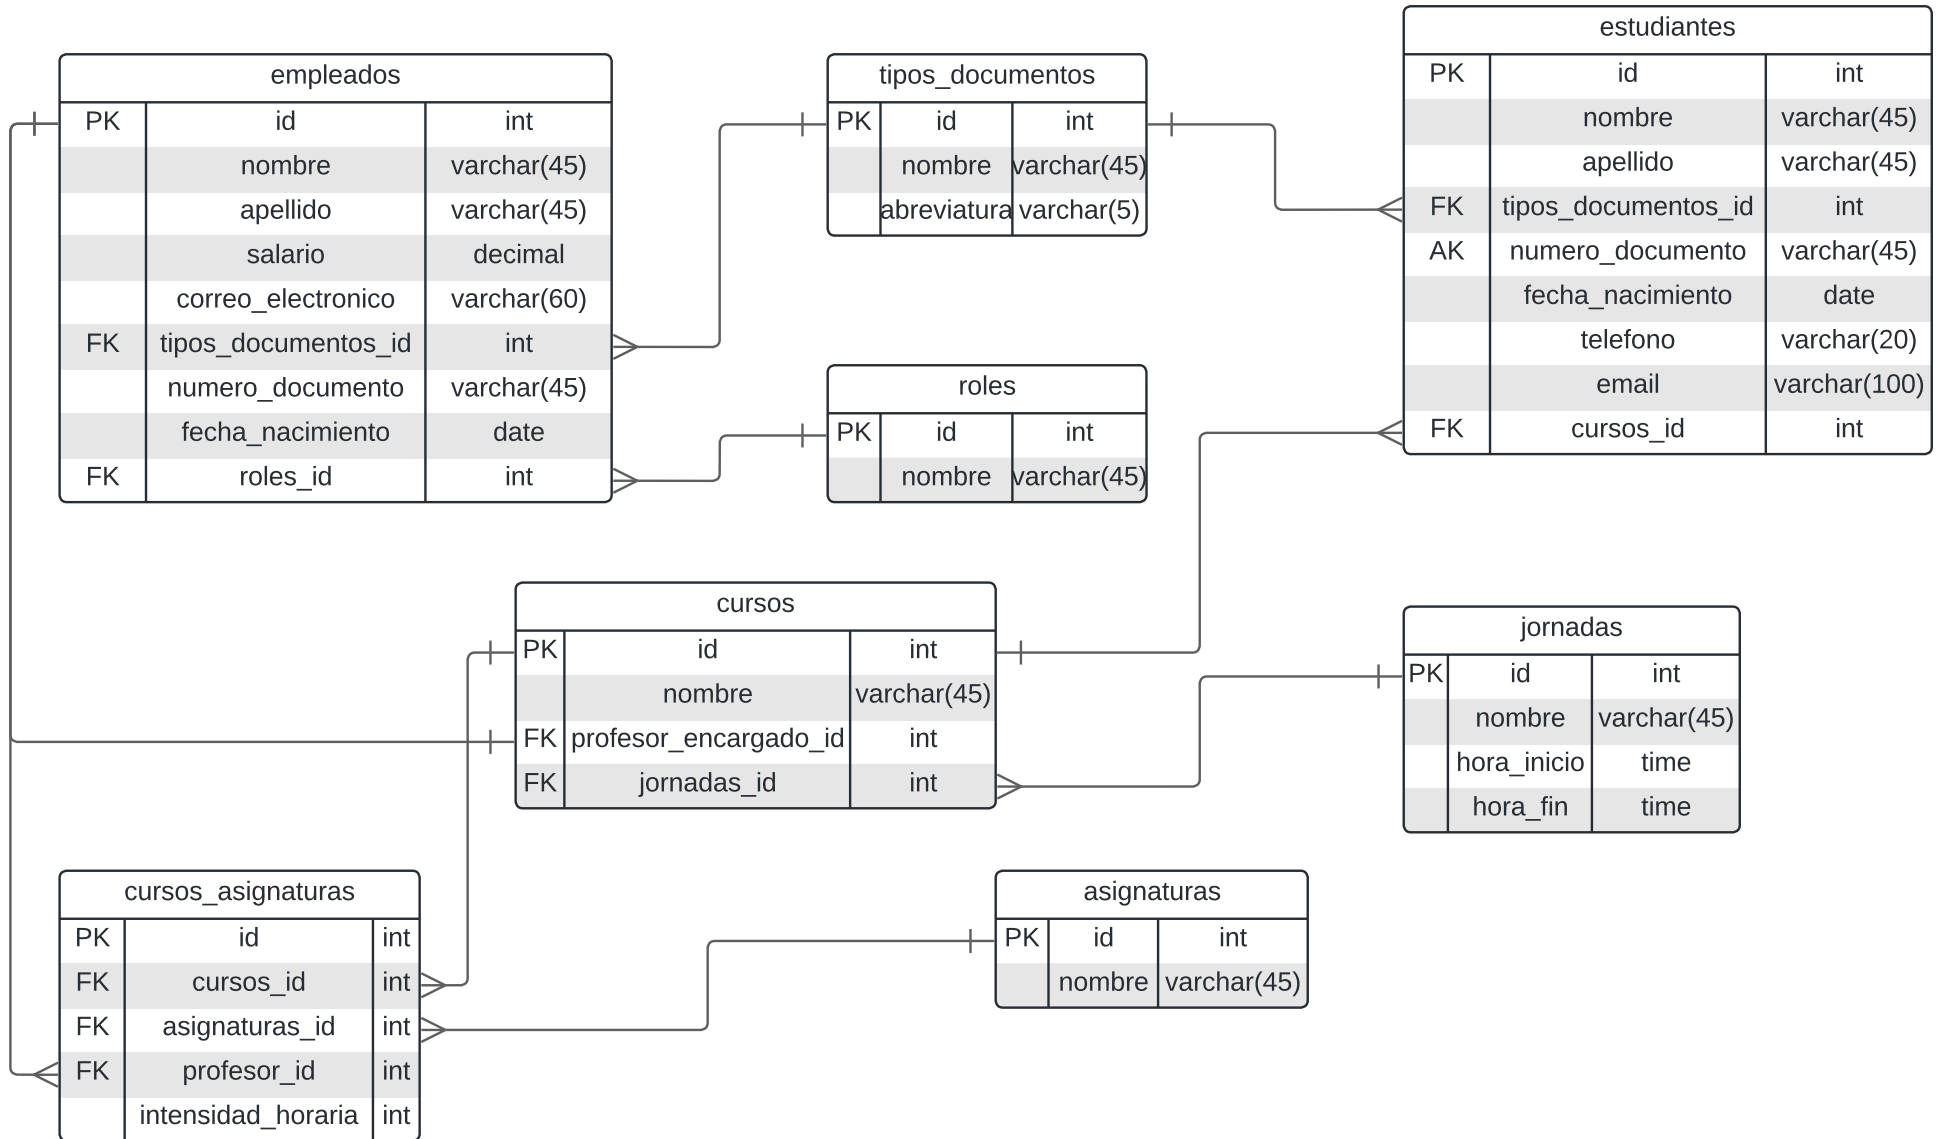 empleados
PK id int
nombre varchar(45)
apellido varchar(45)
salario decimal
correo_electronico varchar(60)
FK tipos_documentos_id int
numero_documento varchar(45)
fecha_nacimiento date
FK roles_id int
tipos_documentos
PK id int
nombre varchar(45)
abreviatura varchar(5)
estudiantes
PK id int
nombre varchar(45)
apellido varchar(45)
FK tipos_documentos_id int
AK numero_documento varchar(45)
fecha_nacimiento date
telefono varchar(20)
email varchar(100)
FK cursos_id int
roles
PK id int
nombre varchar(45)
cursos
PK id int
nombre varchar(45)
FK profesor_encargado_id int
FK jornadas_id int
jornadas
PK id int
nombre varchar(45)
hora_inicio time
hora_fin time
cursos_asignaturas
PK id int
FK cursos_id int
FK asignaturas_id int
FK profesor_id int
intensidad_horaria int
asignaturas
PK id int
nombre varchar(45)